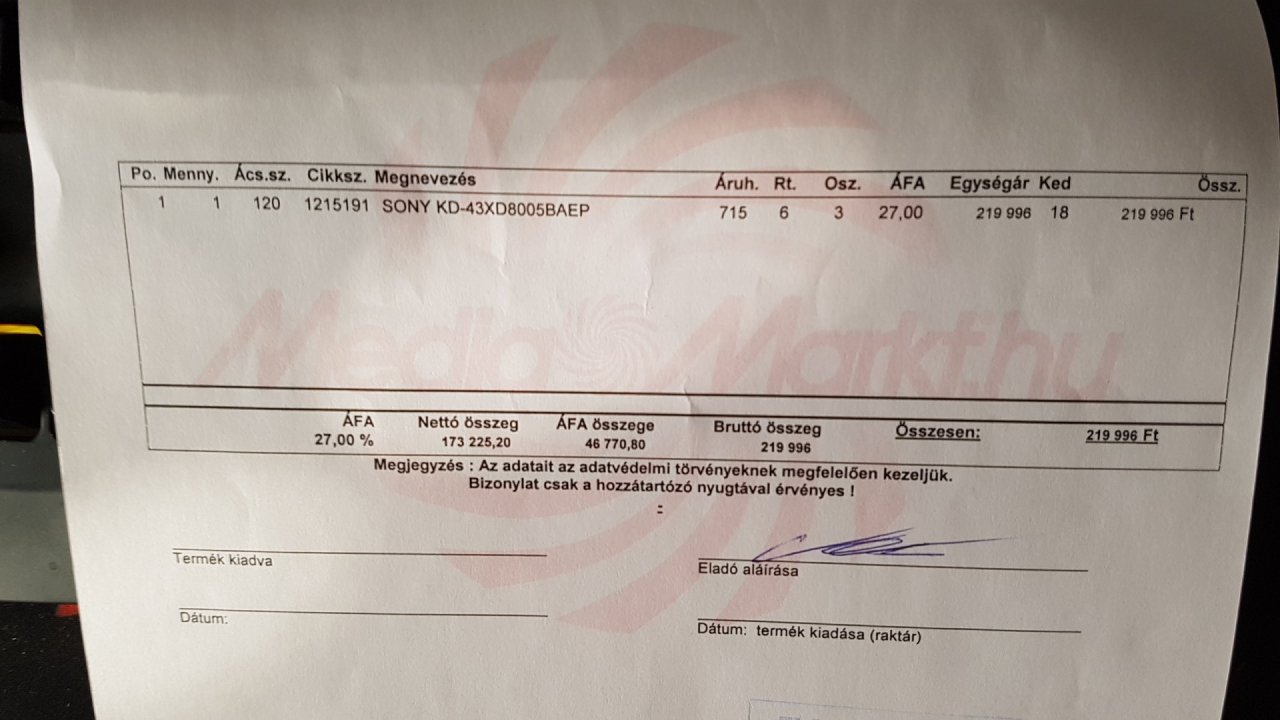 Po. Menny. Ács.sz. Cikksz. Megnevezés Áruh. Rt. Osz. ÁFA Egységár Ked Össz.
1 1 120 1215191 SONY KD-43XD8005BAEP 715 6 3 27,00 219 996 18 219 996 Ft
MediaMarkt.hu
ÁFA Nettó összeg ÁFA összege Bruttó összeg Összesen: 219 996 Ft
27,00 % 173 225,20 46 770,80 219 996
Megjegyzés : Az adatait az adatvédelmi törvényeknek megfelelően kezeljük.
Bizonylat csak a hozzátartózó nyugtával érvényes !
:
Termék kiadva Eladó aláírása
Dátum: Dátum: termék kiadása (raktár)